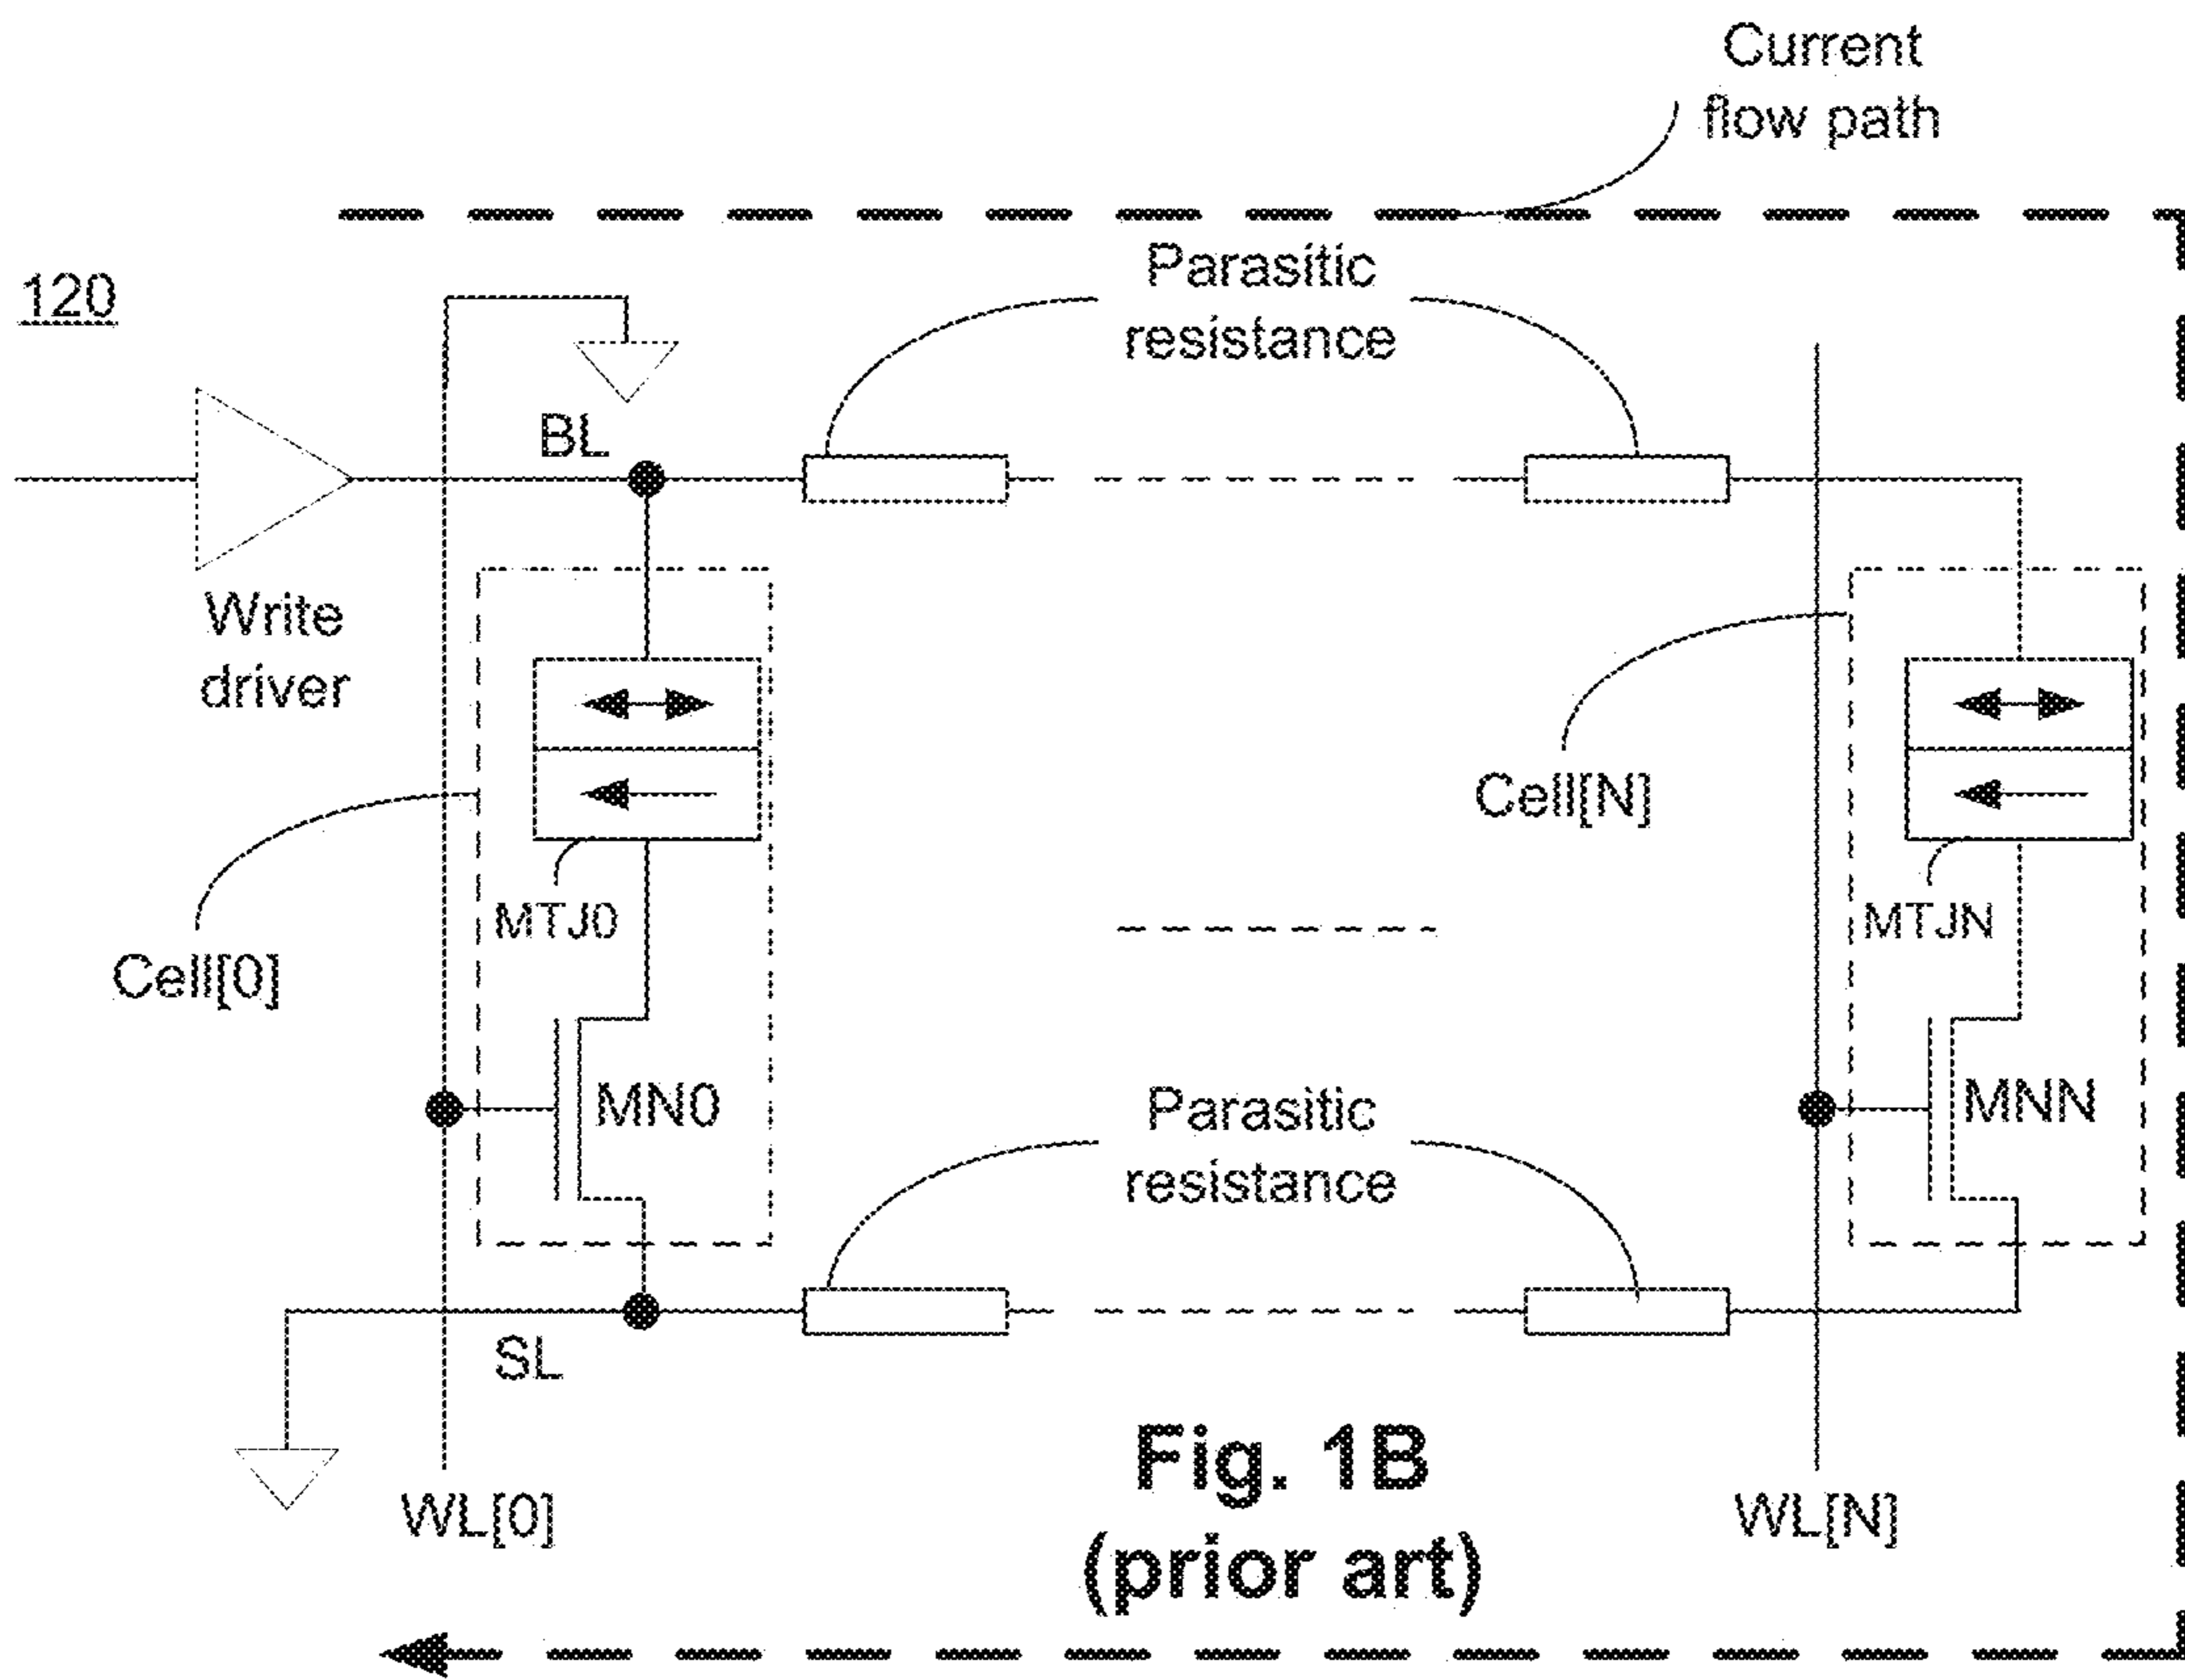 Current
flow path
120
Parasitic
resistance
BL
Write
driver
Cell[0]
MTJ0
MN0
Cell[N]
MTJN
MNN
Parasitic
resistance
SL
WL[0]
WL[N]
Fig. 1B
(prior art)